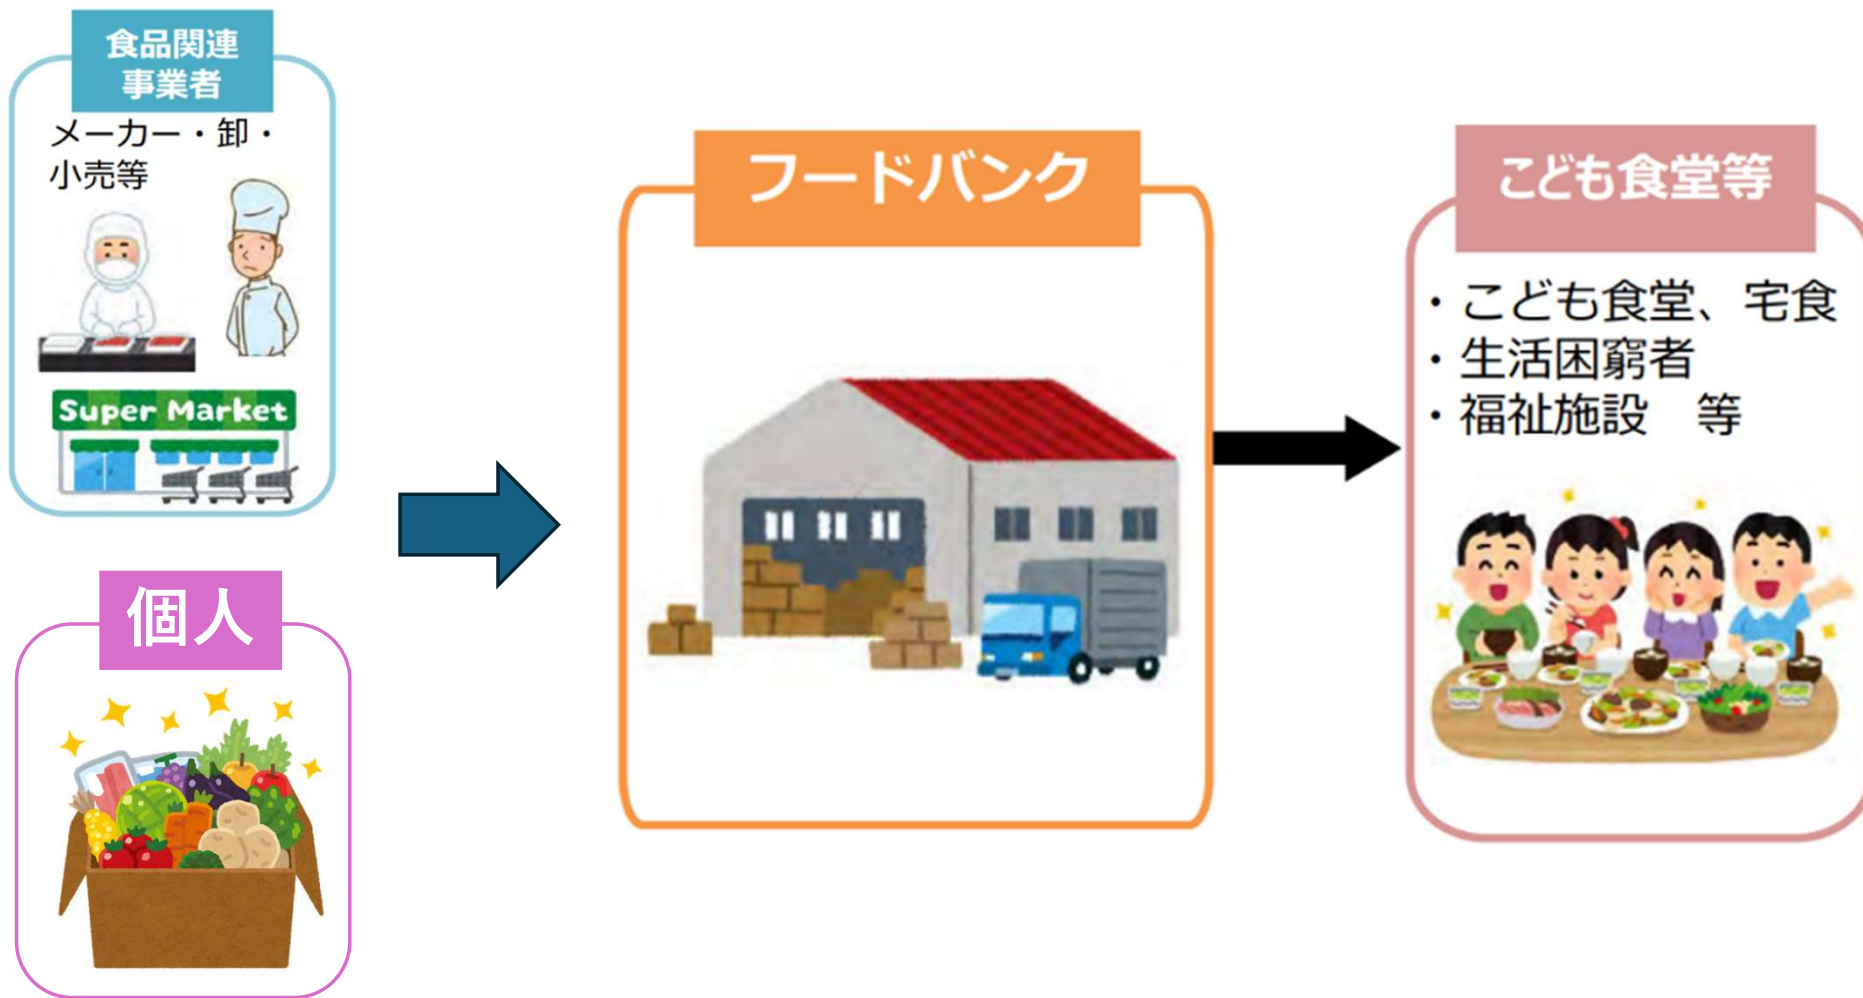 食品関連
事業者
メーカー・卸・
小売等
Super Market
個人
フードバンク
こども食堂等
・こども食堂、宅食
・生活困窮者
・福祉施設　等